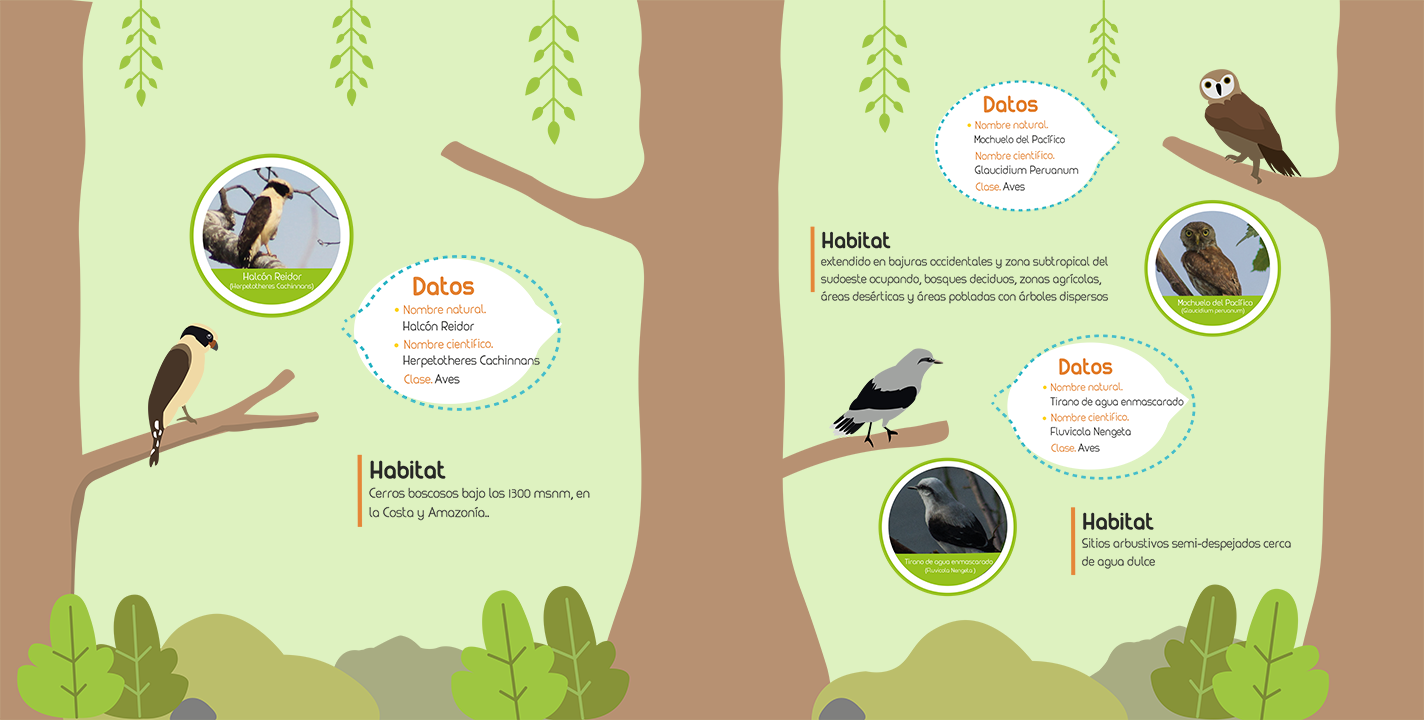 Halcón Reidor
(Herpetotheres Cachinnans)
Datos
Nombre natural.
Halcón Reidor
Nombre científico.
Herpetotheres Cachinnans
Clase. Aves
Habitat
Cerros boscosos bajo los 1300 msnm, en
la Costa y Amazonía..
Datos
Nombre natural.
Mochuelo del Pacífico
Nombre científico.
Glaucidium Peruanum
Clase. Aves
Habitat
extendido en bajuras occidentales y zona subtropical del
sudoeste ocupando, bosques deciduos, zonas agrícolas,
áreas desérticas y áreas pobladas con árboles dispersos
Mochuelo del Pacífico
(Glaucidium peruanum)
Datos
Nombre natural.
Tirano de agua enmascarado
Nombre científico.
Fluvicola Nengeta
Clase. Aves
Tirano de agua enmascarado
(Fluvicola Nengeta )
Habitat
Sitios arbustivos semi-despejados cerca
de agua dulce